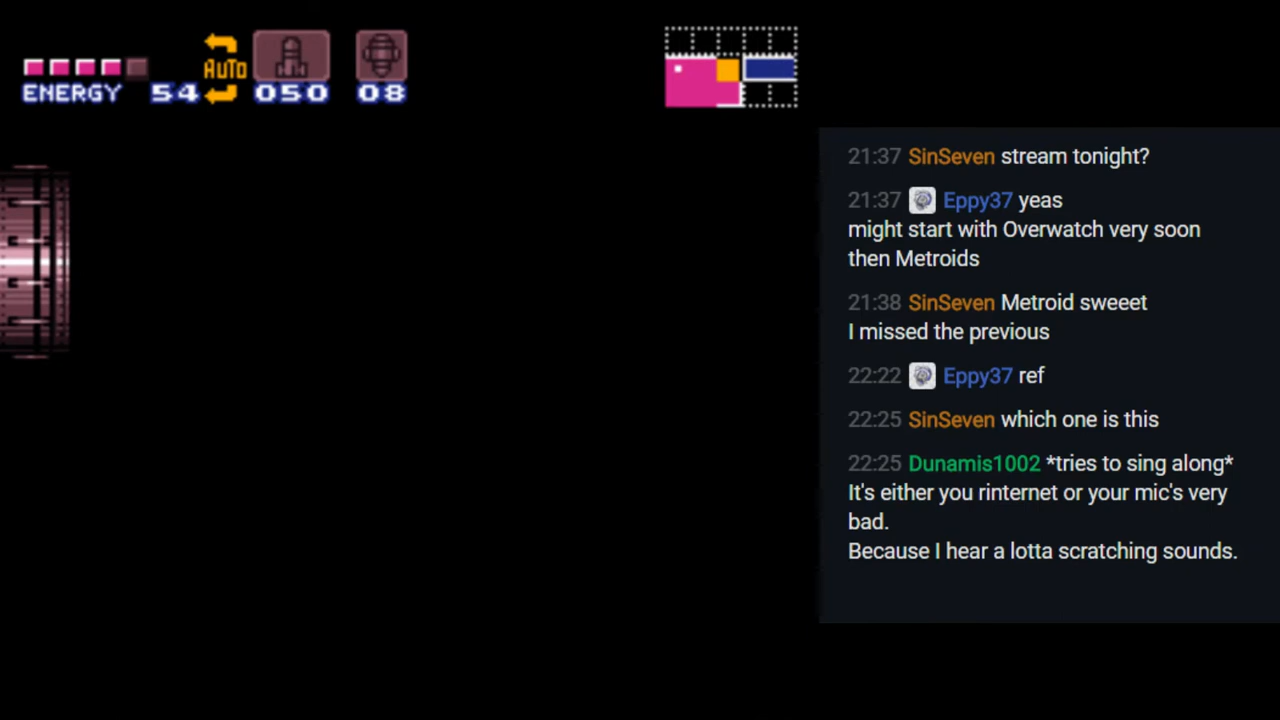 AUTO
ENERGY 54 050 08
21:37 SinSeven stream tonight?
21:37 Eppy37 yeas
might start with Overwatch very soon
then Metroids
21:38 SinSeven Metroid sweeet
I missed the previous
22:22 Eppy37 ref
22:25 SinSeven which one is this
22:25 Dunamis1002 *tries to sing along*
It's either you rinternet or your mic's very
bad.
Because I hear a lotta scratching sounds.